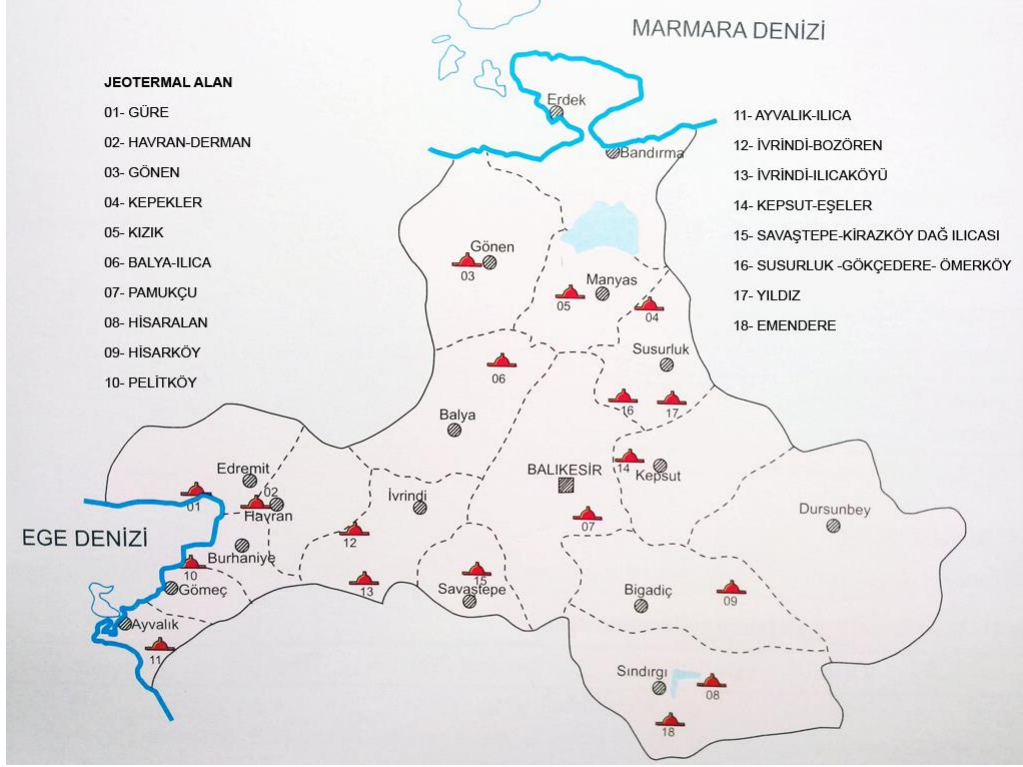 MARMARA DENİZİ
JEOTERMAL ALAN
01- GÜRE
02- HAVRAN-DERMAN
03- GÖNEN
04- KEPEKLER
05- KIZIK
06- BALYA-ILICA
07- PAMUKÇU
08- HİSARALAN
09- HİSARKÖY
10- PELİTKÖY
11- AYVALIK-ILICA
12- İVRİNDİ-BOZÖREN
13- İVRİNDİ-ILICAKÖYÜ
14- KEPSUT-EŞELER
15- SAVAŞTEPE-KİRAZKÖY DAĞ ILICASI
16- SUSURLUK -GÖKÇEDERE- ÖMERKÖY
17- YILDIZ
18- EMENDERE
Erdek
Bandırma
Gönen
03
Manyas
05
04
Susurluk
06
16
17
Balya
Edremit
02
01
Havran
İvrindi
BALIKESİR
14
Kepsut
07
Dursunbey
EGE DENİZİ
12
Burhaniye
10
Gömeç
13
15
Savaştepe
Bigadiç
09
Ayvalık
11
Sındırgı
08
18